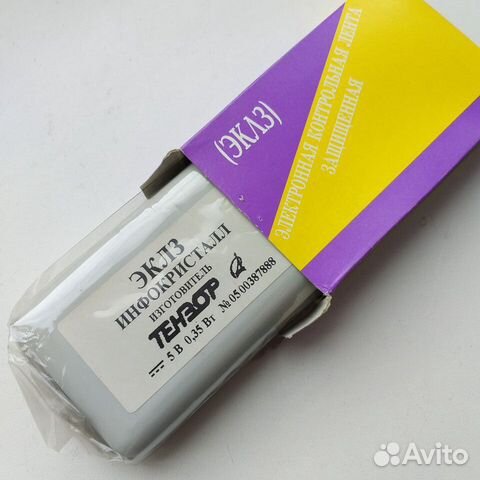 (ЭКЛЗ)
ЭЛЕКТРОННАЯ КОНТРОЛЬНАЯ ЛЕНТА
ЗАЩИЩЕННАЯ
ЭКЛЗ
ИНФОКРИСТАЛЛ
ИЗГОТОВИТЕЛЬ
ТЕНЗОР
5 В 0,35 Вт № 0500387888
Avito